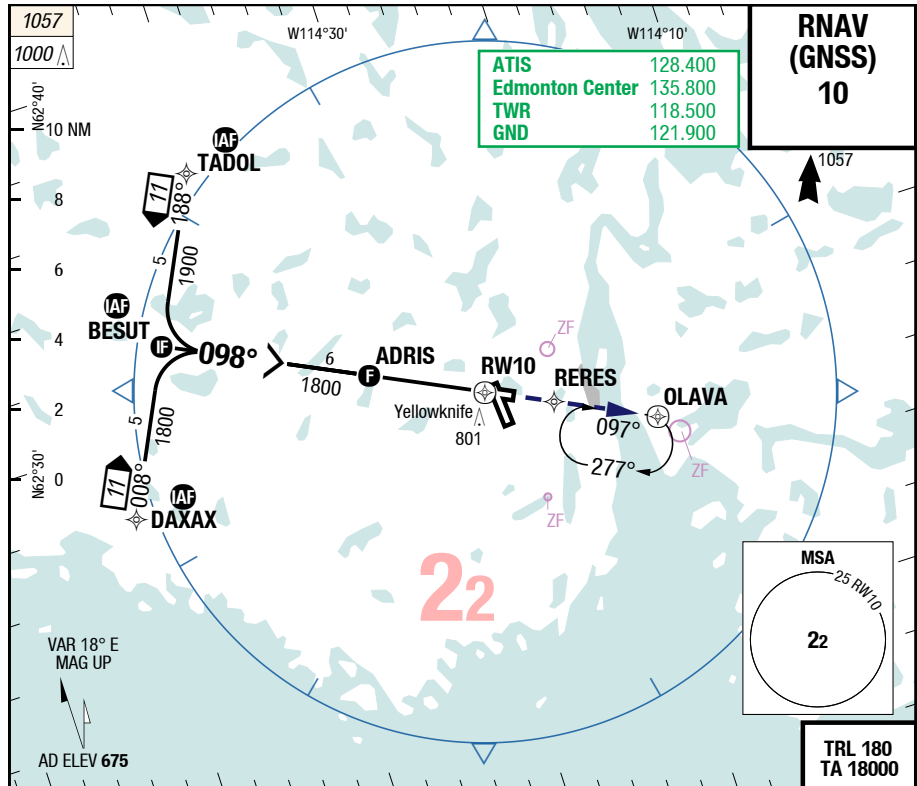 1057
1000
W114°30'
W114°10'
RNAV
(GNSS)
10
ATIS 128.400
Edmonton Center 135.800
TWR 118.500
GND 121.900
N62°40'
10 NM
8
6
4
2
0
N62°30'
1057
IAF
TADOL
11
188°
5
1900
IAF
BESUT
IF
098°
6
1800
F
ADRIS
RW10
Yellowknife
801
RERES
OLAVA
097°
277°
ZF
ZF
ZF
5
1800
11
008°
IAF
DAXAX
22
MSA
25 RW10
22
VAR 18° E
MAG UP
AD ELEV 675
TRL 180
TA 18000